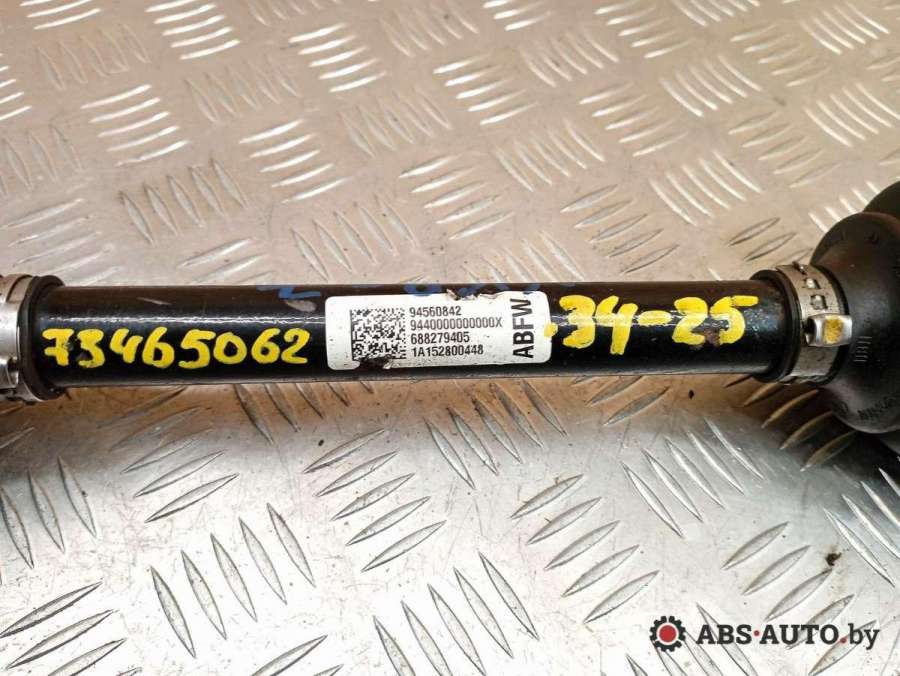 73465062
94560842
9440000000000X
688279405
1A152800448
ABFW
34-25
ABS-AUTO.by